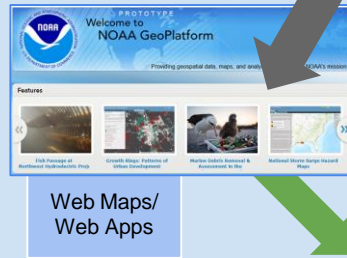 NOAA
PROTOTYPE
Welcome to
NOAA GeoPlatform
Providing geospatial data, maps, and
NOAA's mission
Features
Fish Passage at
Northwest Hydroelectric Proj.
Growth Maps: Patterns of
Urban Development
Marine Debris Removal &
Assessment in the
National Storm Surge Hazard
Maps
Web Maps/
Web Apps